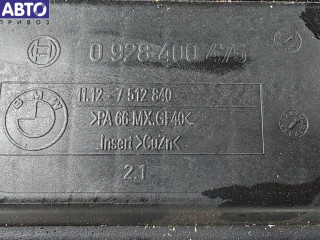 АВТО
ПРИВОЗ
0 928 400 475
11.12- 7 512 840
>PA 66-MX.GF40<
Insert>CuZn<
BMW
2.1